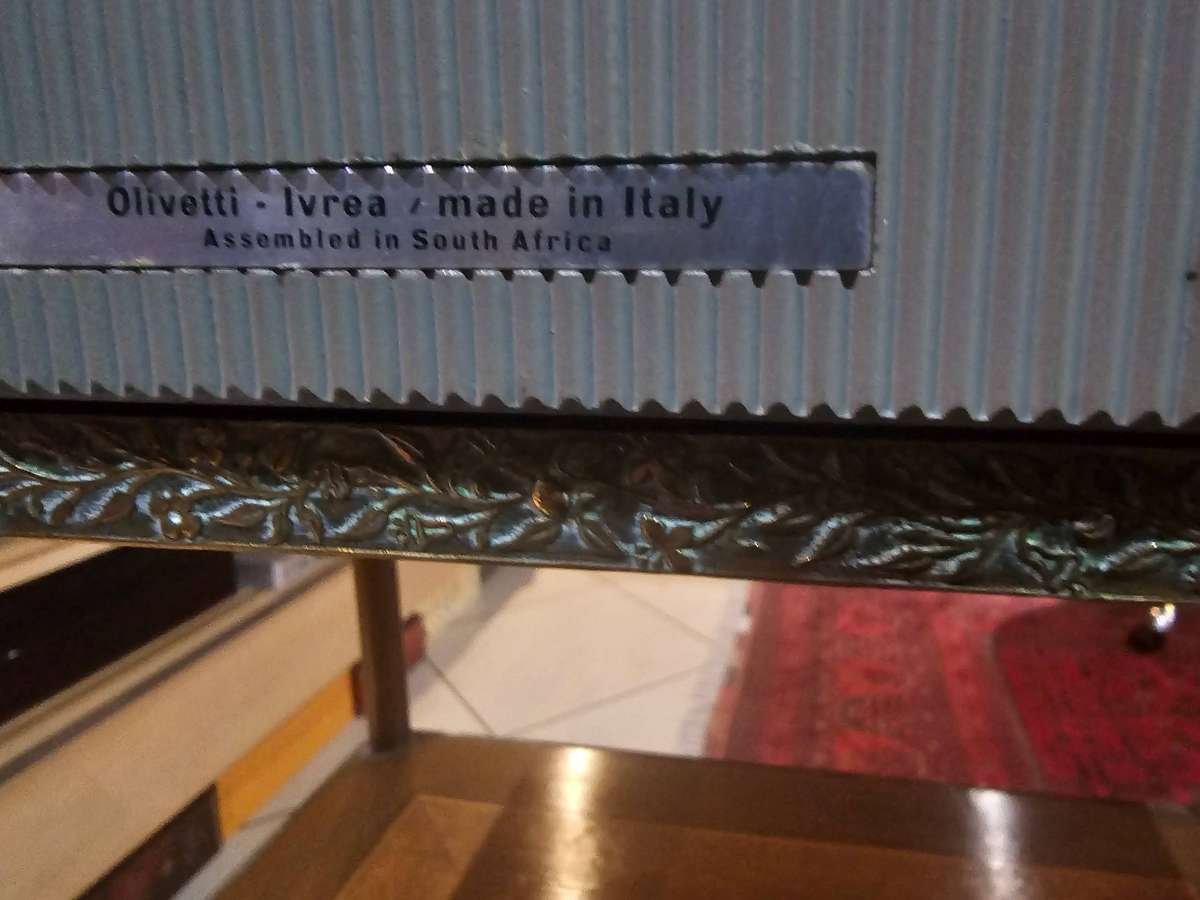 Olivetti - Ivrea / made in Italy
Assembled in South Africa